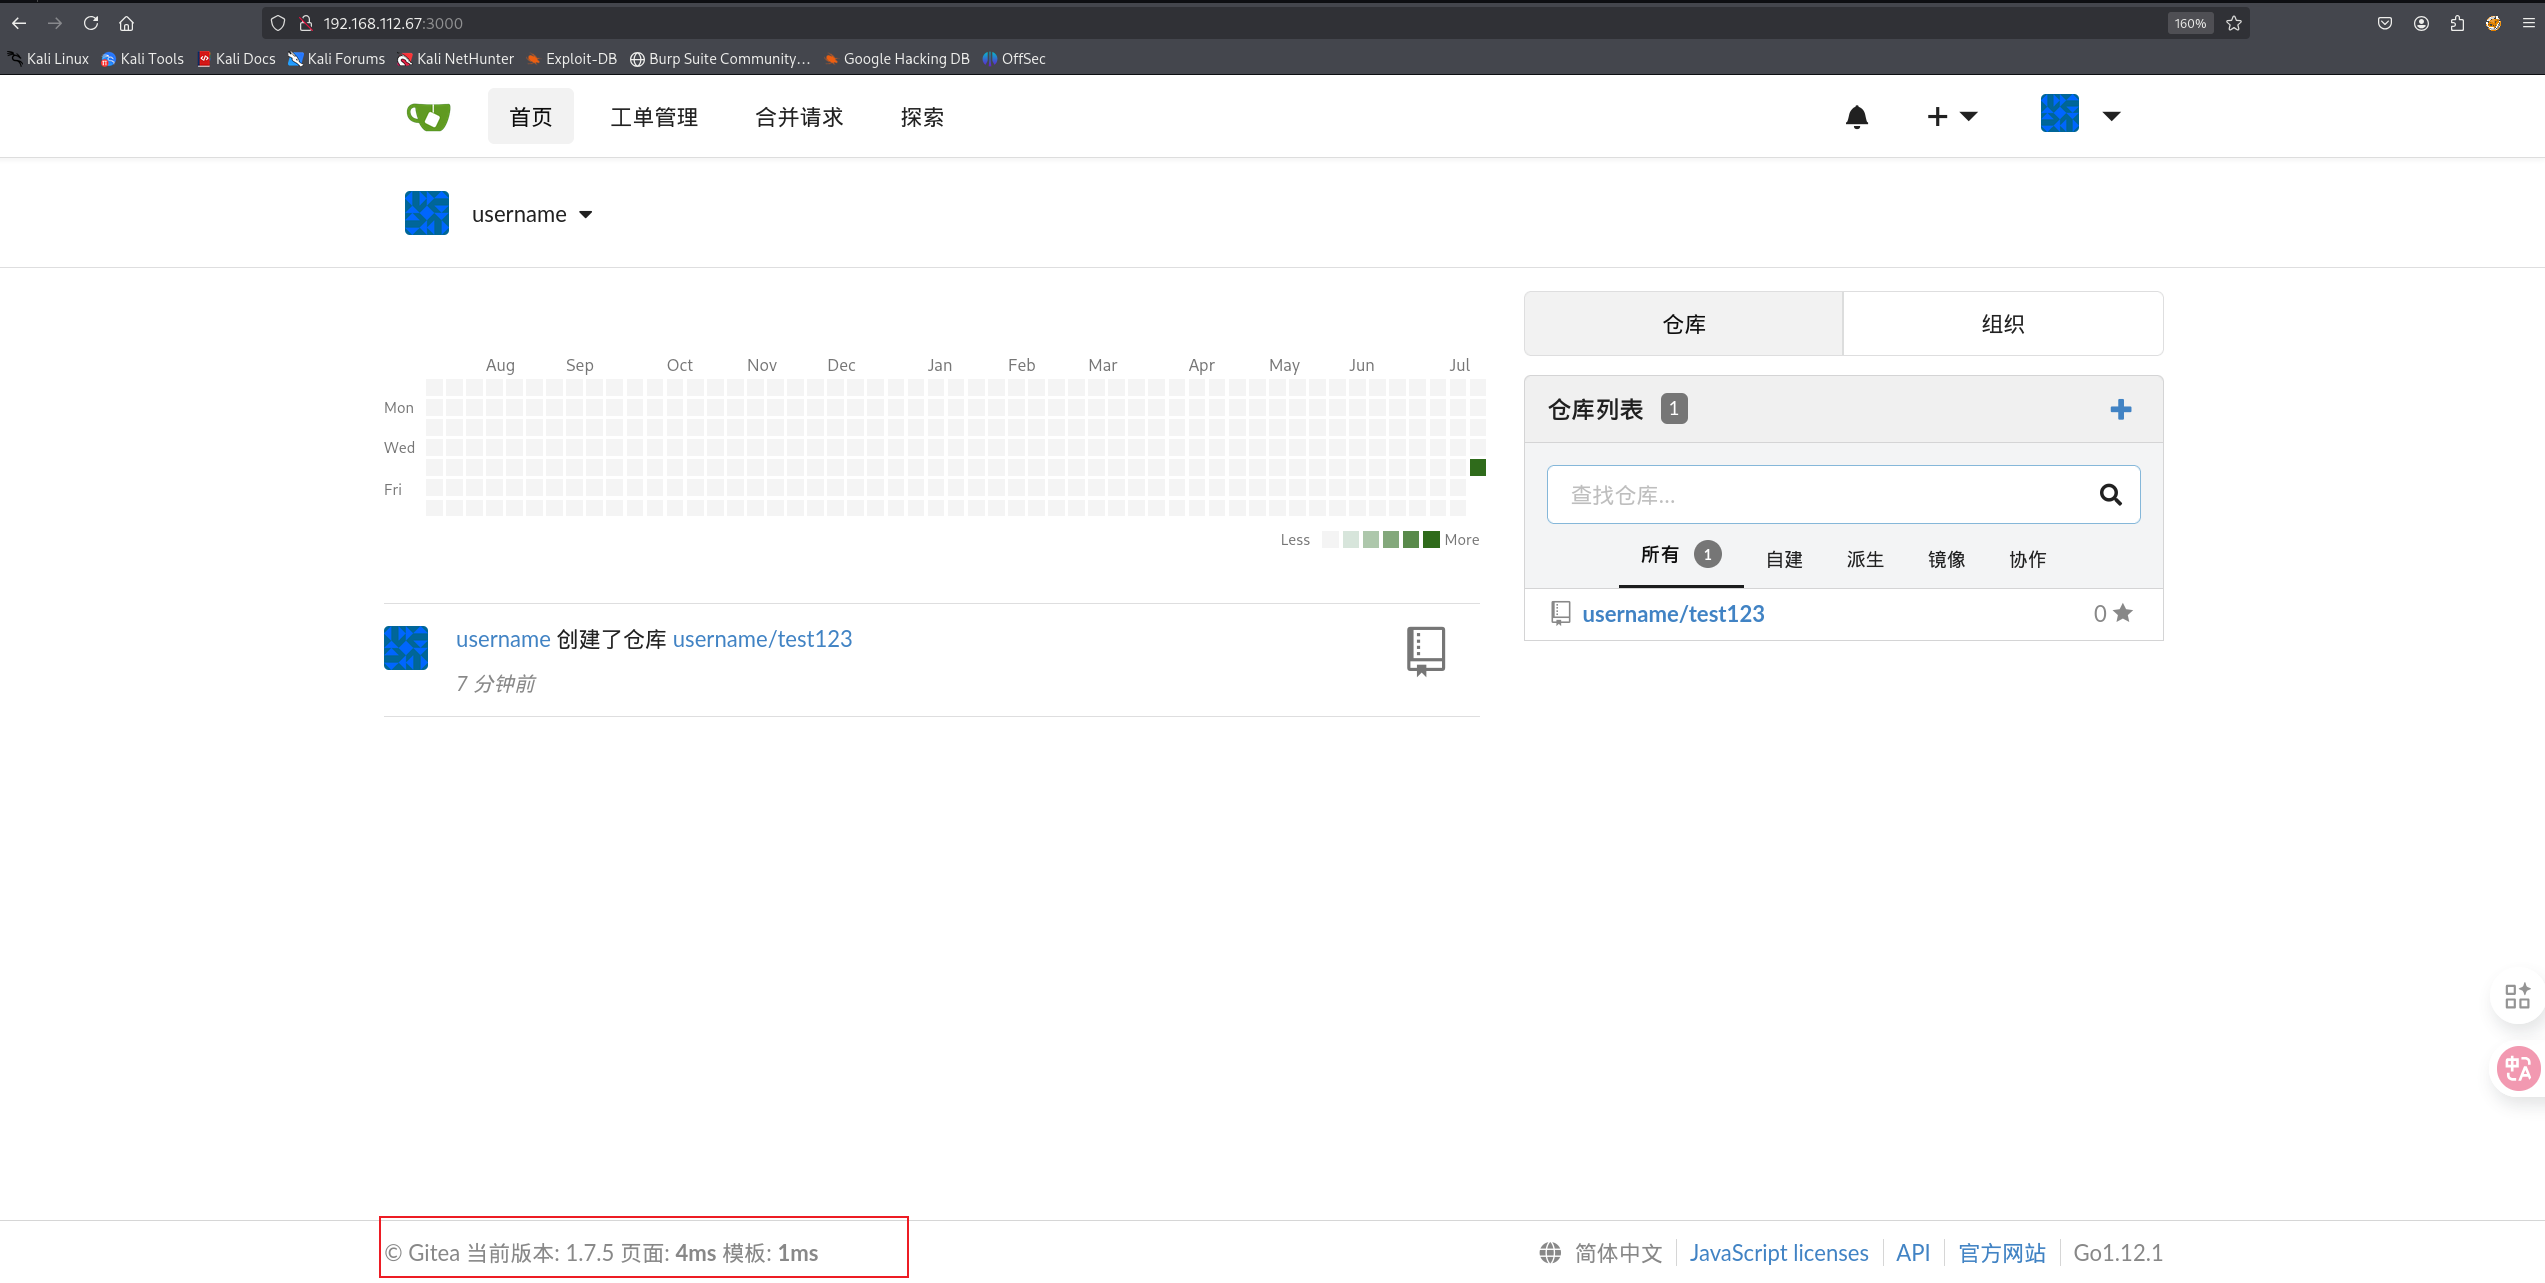 192.168.112.67:3000
160%
Kali Linux Kali Tools Kali Docs Kali Forums Kali NetHunter Exploit-DB Burp Suite Community... Google Hacking DB OffSec
首页 工单管理 合并请求 探索
username
仓库 组织
Aug Sep Oct Nov Dec Jan Feb Mar Apr May Jun Jul
Mon
Wed
Fri
Less More
仓库列表 1
查找仓库...
所有 1 自建 派生 镜像 协作
username/test123 0
username 创建了仓库 username/test123
7 分钟前
中A
© Gitea 当前版本: 1.7.5 页面: 4ms 模板: 1ms
简体中文 JavaScript licenses API 官方网站 Go1.12.1